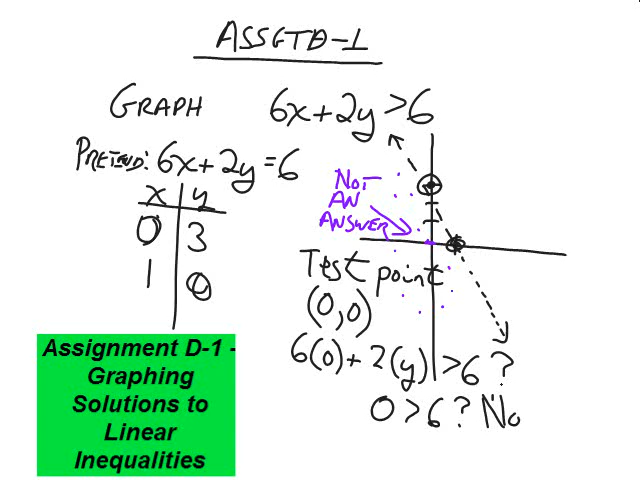 ASSGTD-1
GRAPH 6x+2y>6
PRETEND: 6x+2y=6
x y
0 3
1 0
NOT
AN
ANSWER
Test point
(0,0)
6(0)+2(y)>6?
0>6? No
Assignment D-1 -
Graphing
Solutions to
Linear
Inequalities